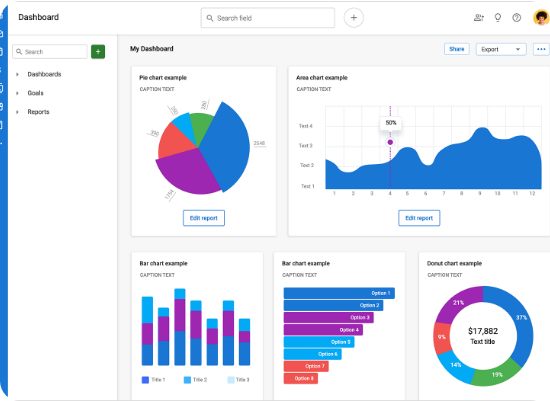 Search field
Search
+
Dashboards
Goals
Reports
My Dashboard
Share
Export
Pie chart example
CAPTION TEXT
2548
1754
390
Edit report
Area chart example
CAPTION TEXT
50%
Text 4
Text 3
Text 2
Text 1
1 2 3 4 5 6 7 8 9 10 11 12
Edit report
Bar chart example
CAPTION TEXT
Title 1
Title 2
Title 3
Bar chart example
CAPTION TEXT
Option 1
Option 2
Option 3
Option 4
Option 5
Option 6
Option 7
Option 8
Donut chart example
CAPTION TEXT
21%
37%
9%
14%
19%
$17,882
Text title